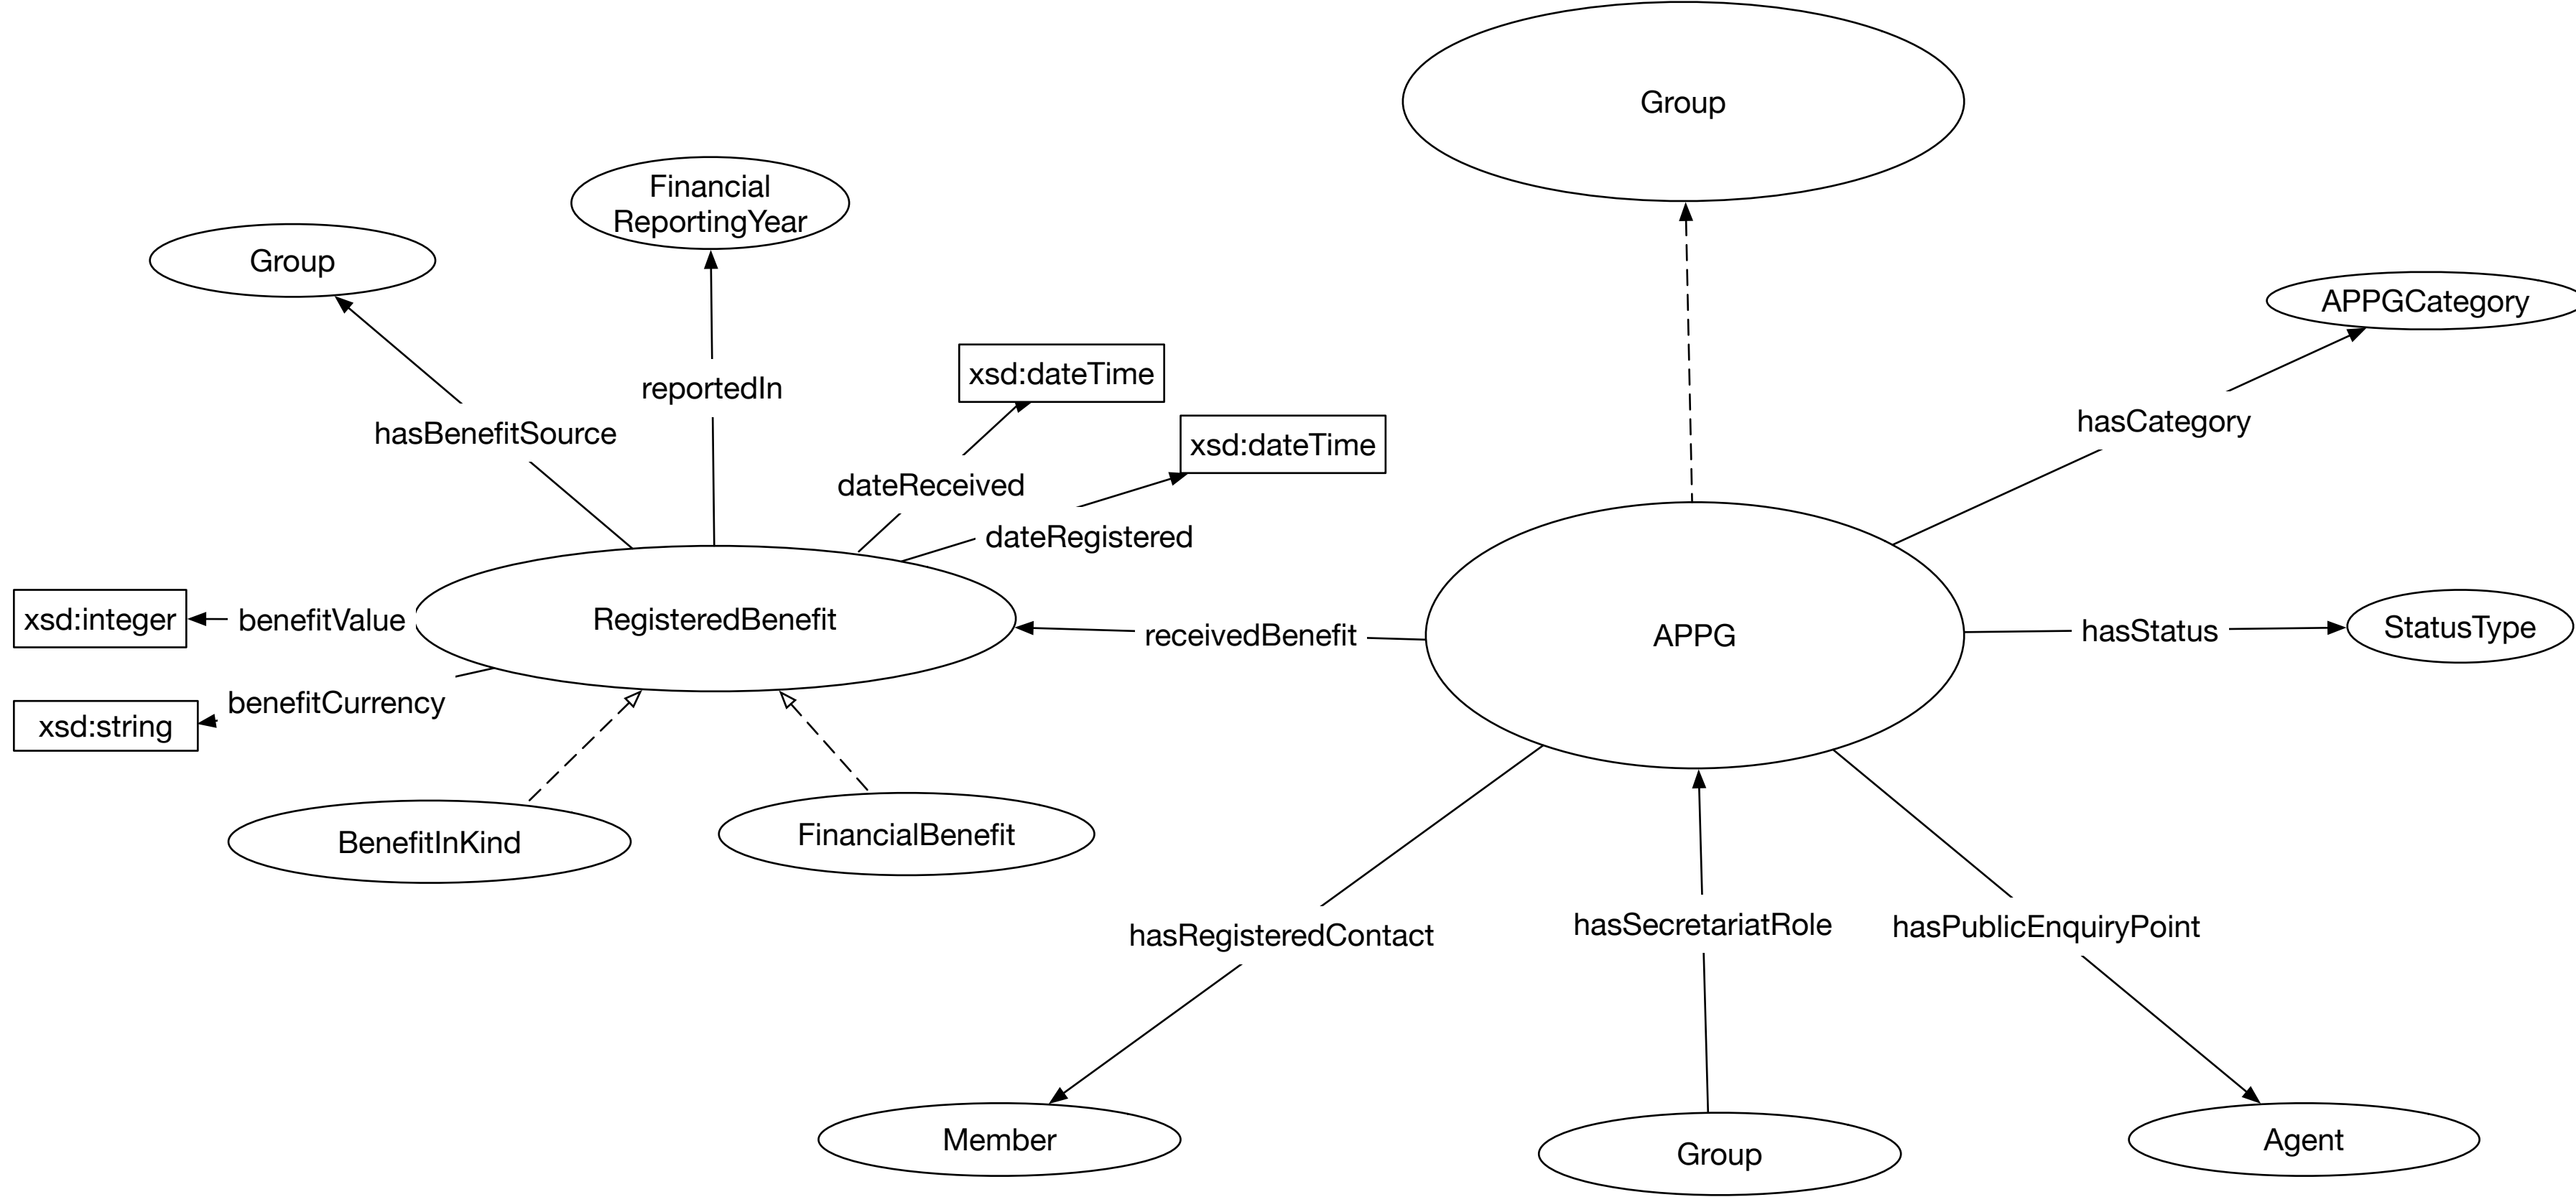 Group
Financial
ReportingYear
Group
APPGCategory
xsd:dateTime
reportedIn
hasCategory
hasBenefitSource
xsd:dateTime
dateReceived
dateRegistered
xsd:integer
benefitValue
RegisteredBenefit
receivedBenefit
APPG
hasStatus
StatusType
benefitCurrency
xsd:string
BenefitInKind
FinancialBenefit
hasRegisteredContact
hasSecretariatRole
hasPublicEnquiryPoint
Member
Group
Agent